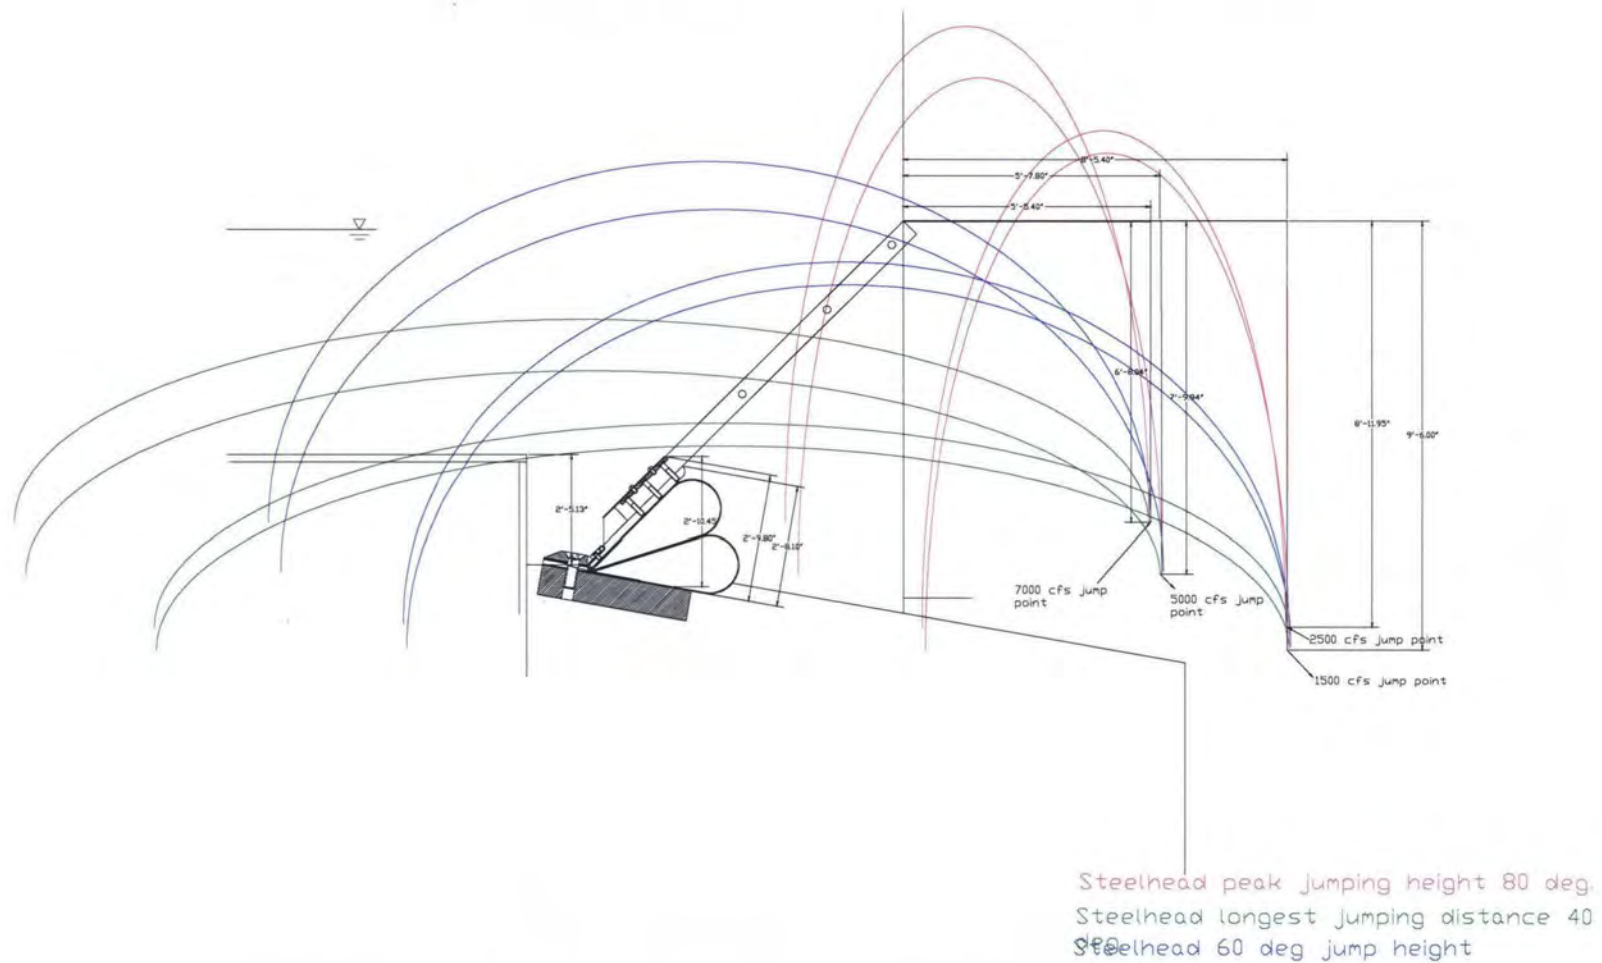 8'-5.40"
5'-7.80"
5'-5.40"
7'-9.94"
8'-11.95"
9'-6.00"
2'-5.13"
2'-10.45
2'-9.80"
2'-8.10"
7000 cfs jump
point
5000 cfs jump
point
2500 cfs jump point
1500 cfs jump point
Steelhead peak jumping height 80 deg.
Steelhead longest jumping distance 40
deg.
Steelhead 60 deg jump height